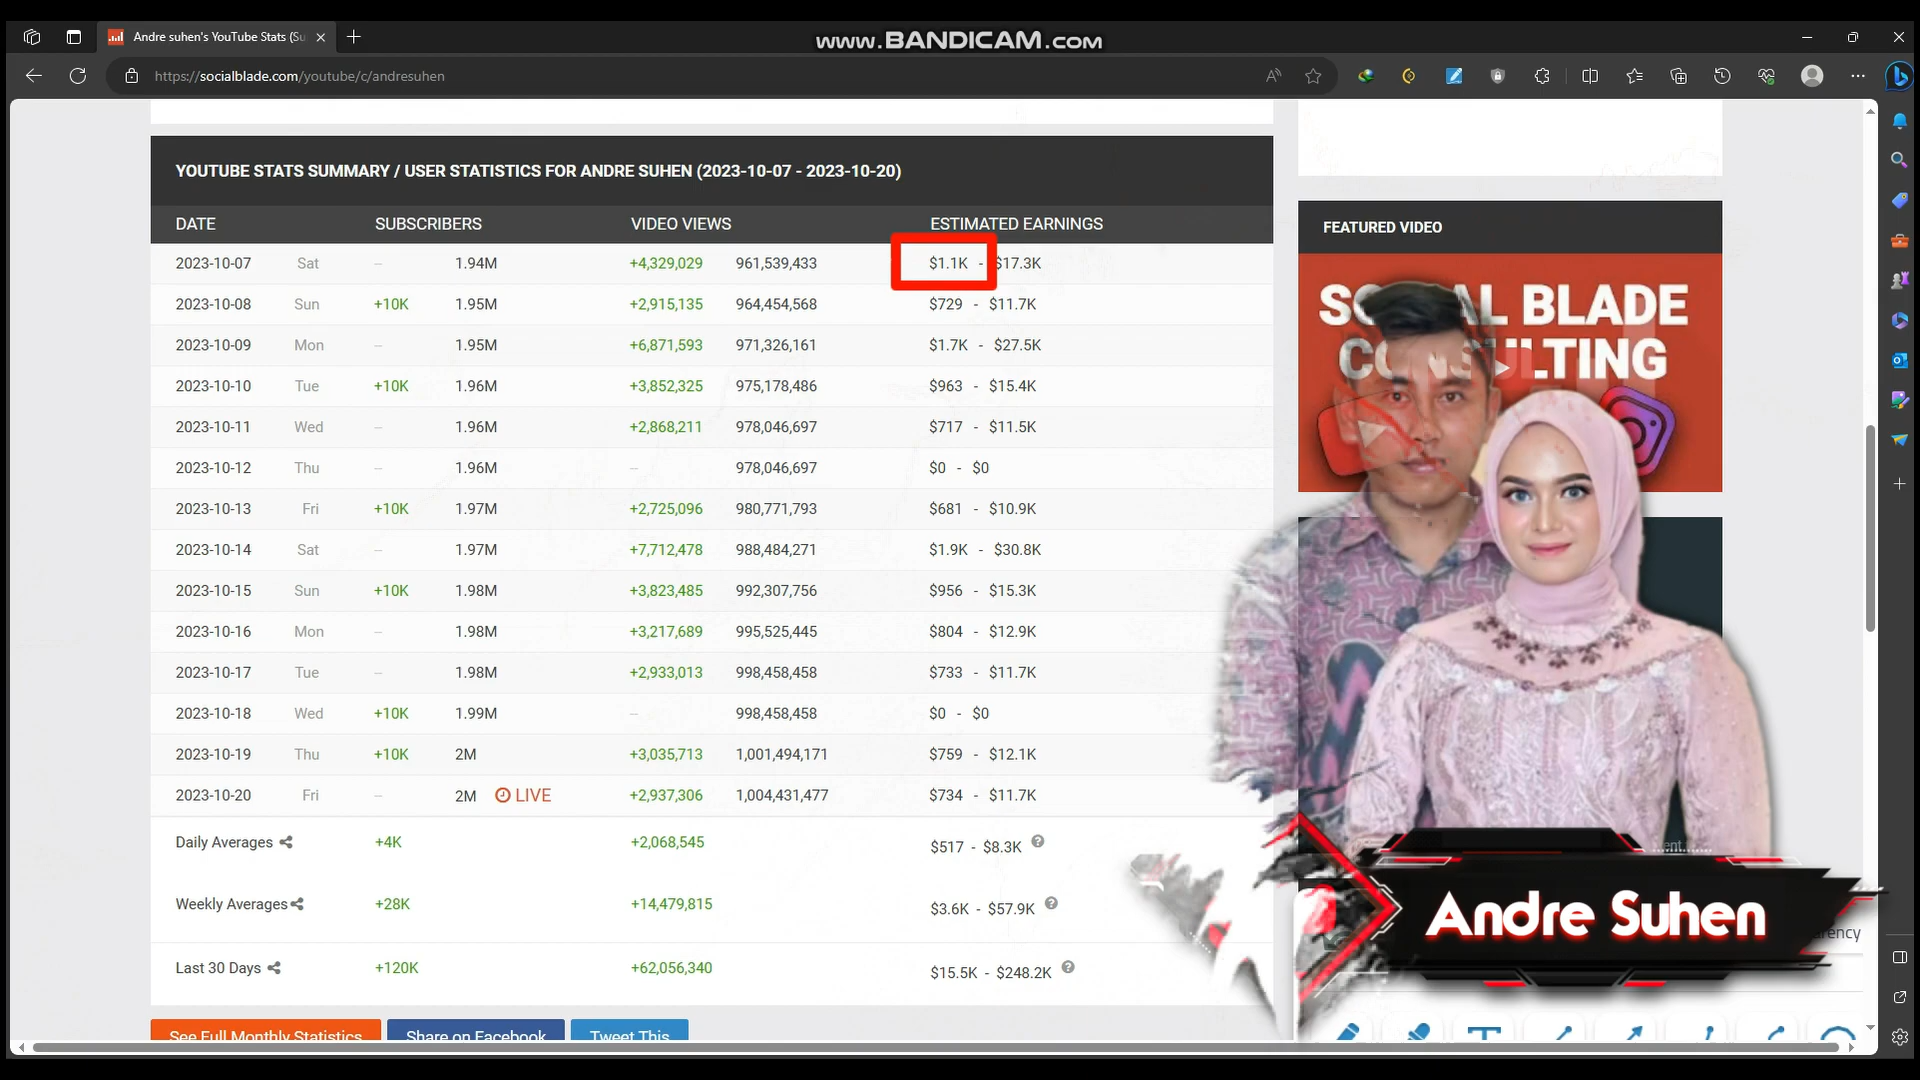 Andre suhen's YouTube Stats (Su
www.BANDICAM.com
https://socialblade.com/youtube/c/andresuhen
YOUTUBE STATS SUMMARY / USER STATISTICS FOR ANDRE SUHEN (2023-10-07 - 2023-10-20)
DATE SUBSCRIBERS VIDEO VIEWS ESTIMATED EARNINGS
2023-10-07 Sat -- 1.94M +4,329,029 961,539,433 $1.1K - $17.3K
2023-10-08 Sun +10K 1.95M +2,915,135 964,454,568 $729 - $11.7K
2023-10-09 Mon -- 1.95M +6,871,593 971,326,161 $1.7K - $27.5K
2023-10-10 Tue +10K 1.96M +3,852,325 975,178,486 $963 - $15.4K
2023-10-11 Wed -- 1.96M +2,868,211 978,046,697 $717 - $11.5K
2023-10-12 Thu -- 1.96M -- 978,046,697 $0 - $0
2023-10-13 Fri +10K 1.97M +2,725,096 980,771,793 $681 - $10.9K
2023-10-14 Sat -- 1.97M +7,712,478 988,484,271 $1.9K - $30.8K
2023-10-15 Sun +10K 1.98M +3,823,485 992,307,756 $956 - $15.3K
2023-10-16 Mon -- 1.98M +3,217,689 995,525,445 $804 - $12.9K
2023-10-17 Tue -- 1.98M +2,933,013 998,458,458 $733 - $11.7K
2023-10-18 Wed +10K 1.99M -- 998,458,458 $0 - $0
2023-10-19 Thu +10K 2M +3,035,713 1,001,494,171 $759 - $12.1K
2023-10-20 Fri -- 2M LIVE +2,937,306 1,004,431,477 $734 - $11.7K
Daily Averages +4K +2,068,545 $517 - $8.3K
Weekly Averages +28K +14,479,815 $3.6K - $57.9K
Last 30 Days +120K +62,056,340 $15.5K - $248.2K
See Full Monthly Statistics Share on Facebook Tweet This
FEATURED VIDEO
SOCIAL BLADE
CONSULTING
Andre Suhen